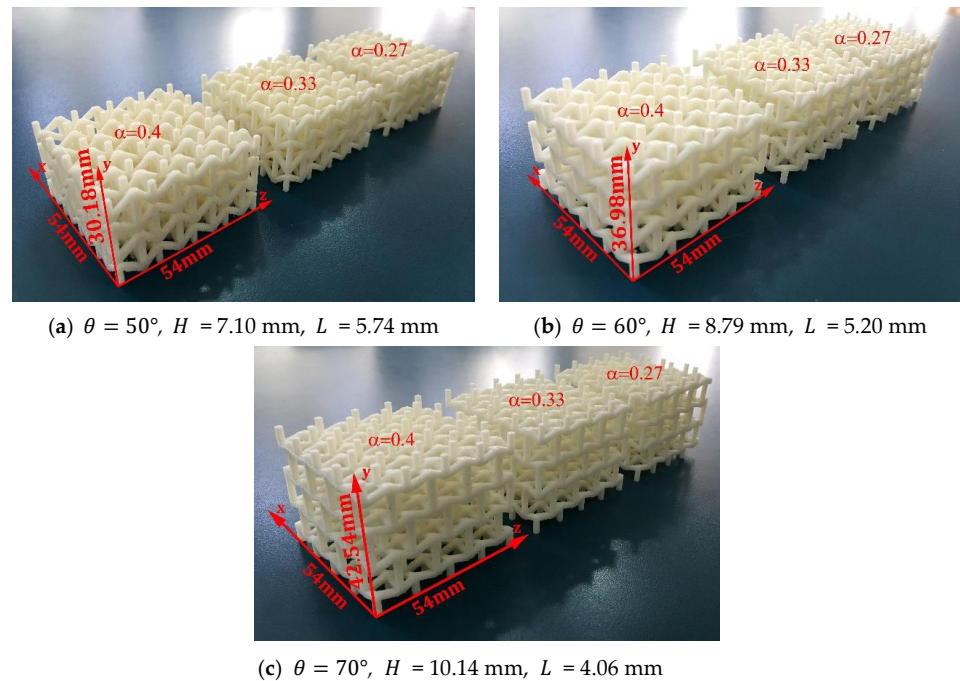 α=0.27
α=0.33
α=0.4
x
y
z
30.18mm
54mm
54mm
(a) θ = 50°, H = 7.10 mm, L = 5.74 mm
α=0.27
α=0.33
α=0.4
x
y
z
36.98mm
54mm
54mm
(b) θ = 60°, H = 8.79 mm, L = 5.20 mm
α=0.27
α=0.33
α=0.4
x
y
z
42.54mm
54mm
54mm
(c) θ = 70°, H = 10.14 mm, L = 4.06 mm